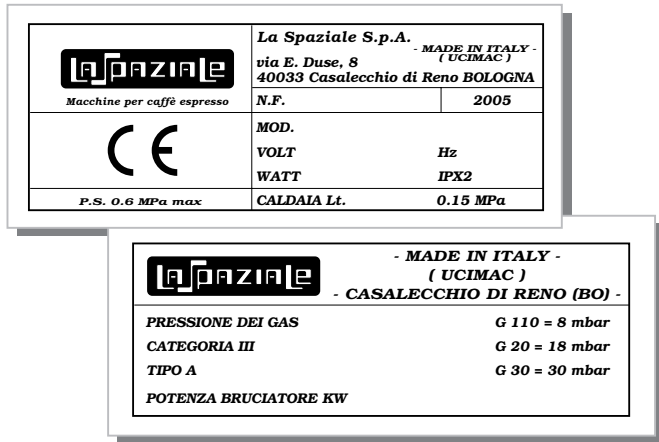 La Spaziale
Macchine per caffè espresso
La Spaziale S.p.A.
- MADE IN ITALY -
( UCIMAC )
via E. Duse, 8
40033 Casalecchio di Reno BOLOGNA
N.F. 2005
CE
MOD.
VOLT Hz
WATT IPX2
P.S. 0.6 MPa max
CALDAIA Lt. 0.15 MPa
La Spaziale
- MADE IN ITALY -
( UCIMAC )
- CASALECCHIO DI RENO (BO) -
PRESSIONE DEI GAS G 110 = 8 mbar
CATEGORIA III G 20 = 18 mbar
TIPO A G 30 = 30 mbar
POTENZA BRUCIATORE KW